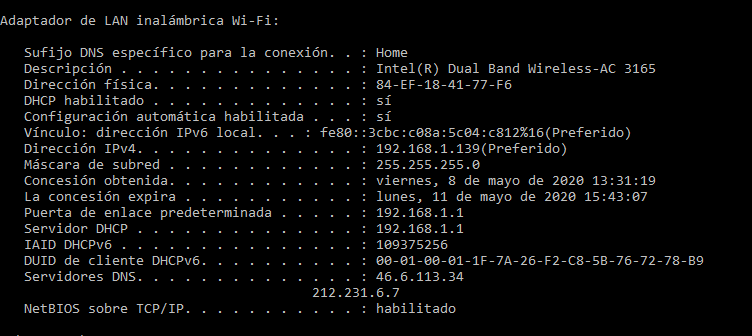 Adaptador de LAN inalámbrica Wi-Fi:
Sufijo DNS específico para la conexión. . : Home
Descripción . . . . . . . . . . . . . . . : Intel(R) Dual Band Wireless-AC 3165
Dirección física. . . . . . . . . . . . . : 84-EF-18-41-77-F6
DHCP habilitado . . . . . . . . . . . . . : sí
Configuración automática habilitada . . . : sí
Vínculo: dirección IPv6 local. . . : fe80::3cbc:c08a:5c04:c812%16(Preferido)
Dirección IPv4. . . . . . . . . . . . . . : 192.168.1.139(Preferido)
Máscara de subred . . . . . . . . . . . . : 255.255.255.0
Concesión obtenida. . . . . . . . . . . . : viernes, 8 de mayo de 2020 13:31:19
La concesión expira . . . . . . . . . . . : lunes, 11 de mayo de 2020 15:43:07
Puerta de enlace predeterminada . . . . . : 192.168.1.1
Servidor DHCP . . . . . . . . . . . . . . : 192.168.1.1
IAID DHCPv6 . . . . . . . . . . . . . . . : 109375256
DUID de cliente DHCPv6. . . . . . . . . . : 00-01-00-01-1F-7A-26-F2-C8-5B-76-72-78-B9
Servidores DNS. . . . . . . . . . . . . . : 46.6.113.34
212.231.6.7
NetBIOS sobre TCP/IP. . . . . . . . . . . : habilitado